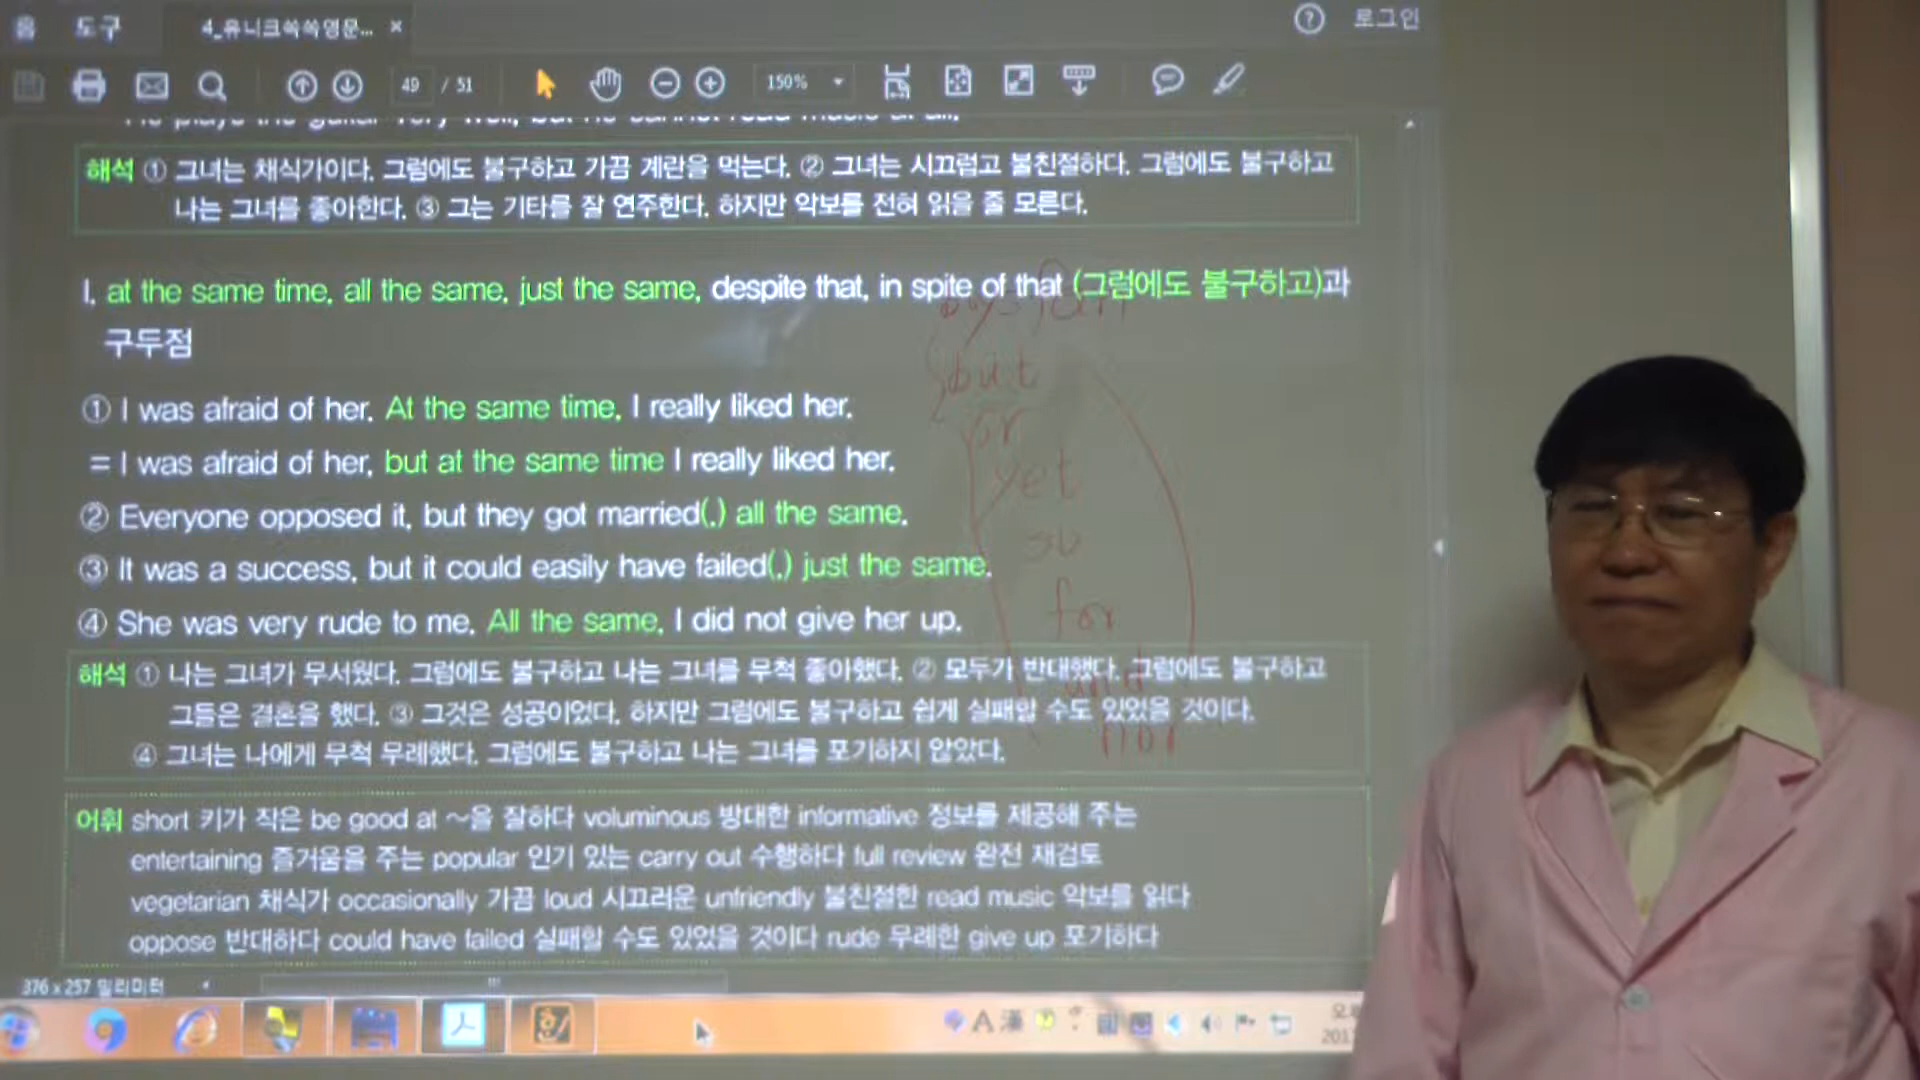 홈 도구 4_유니크쓱쓱영문... × ? 로그인
49 / 51 150%
He plays the guitar very well, but he cannot read music at all.
해석 ① 그녀는 채식가이다. 그럼에도 불구하고 가끔 계란을 먹는다. ② 그녀는 시끄럽고 불친절하다. 그럼에도 불구하고
나는 그녀를 좋아한다. ③ 그는 기타를 잘 연주한다. 하지만 악보를 전혀 읽을 줄 모른다.
I, at the same time, all the same, just the same, despite that, in spite of that (그럼에도 불구하고)과
구두점
① I was afraid of her. At the same time, I really liked her.
= I was afraid of her, but at the same time I really liked her.
② Everyone opposed it, but they got married(,) all the same.
③ It was a success, but it could easily have failed(,) just the same.
④ She was very rude to me. All the same, I did not give her up.
but
or
yet
so
for
and
nor
해석 ① 나는 그녀가 무서웠다. 그럼에도 불구하고 나는 그녀를 무척 좋아했다. ② 모두가 반대했다. 그럼에도 불구하고
그들은 결혼을 했다. ③ 그것은 성공이었다. 하지만 그럼에도 불구하고 쉽게 실패할 수도 있었을 것이다.
④ 그녀는 나에게 무척 무례했다. 그럼에도 불구하고 나는 그녀를 포기하지 않았다.
어휘 short 키가 작은 be good at ~을 잘하다 voluminous 방대한 informative 정보를 제공해 주는
entertaining 즐거움을 주는 popular 인기 있는 carry out 수행하다 full review 완전 재검토
vegetarian 채식가 occasionally 가끔 loud 시끄러운 unfriendly 불친절한 read music 악보를 읽다
oppose 반대하다 could have failed 실패할 수도 있었을 것이다 rude 무례한 give up 포기하다
376 x 257 밀리미터
A 漢